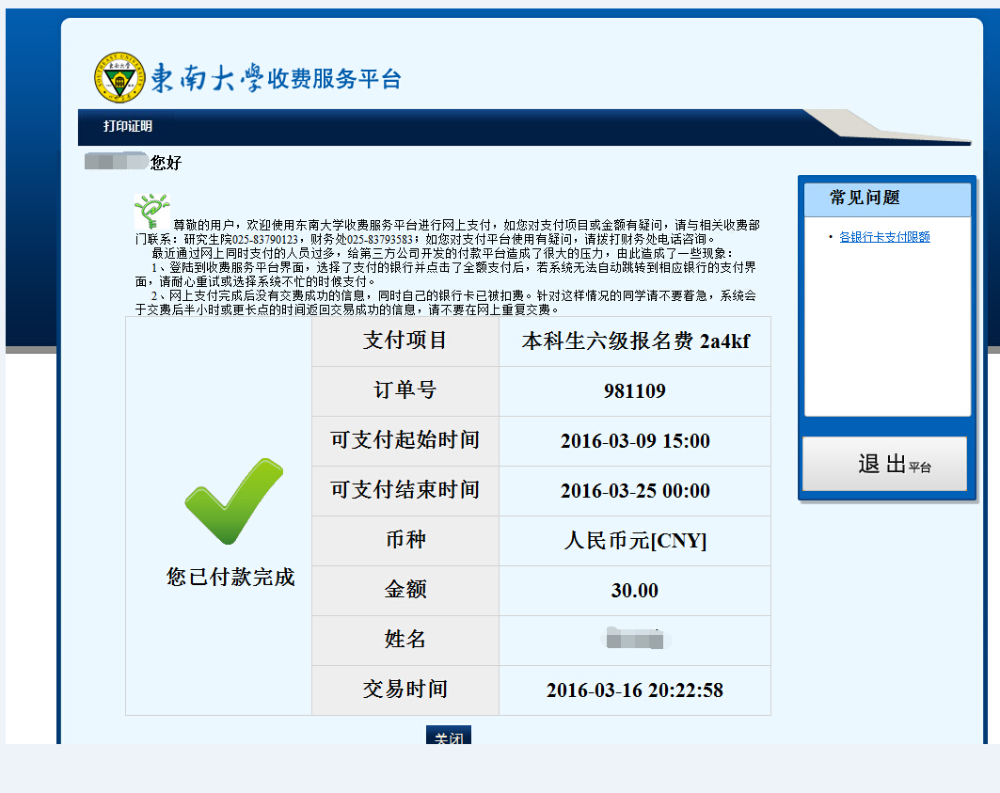 東南大學收费服务平台
打印证明
您好
尊敬的用户，欢迎使用东南大学收费服务平台进行网上支付，如您对支付项目或金额有疑问，请与相关收费部
门联系：研究生院025-83790123，财务处025-83793583；如您对支付平台使用有疑问，请拨打财务处电话咨询。
最近通过网上同时支付的人员过多，给第三方公司开发的付款平台造成了很大的压力，由此造成了一些现象：
1、登陆到收费服务平台界面，选择了支付的银行并点击了全额支付后，若系统无法自动跳转到相应银行的支付界
面，请耐心重试或选择系统不忙的时候支付。
2、网上支付完成后没有交费成功的信息，同时自己的银行卡已被扣费。针对这样情况的同学请不要着急，系统会
于交费后半小时或更长点的时间返回交易成功的信息，请不要在网上重复交费。
您已付款完成
支付项目 本科生六级报名费 2a4kf
订单号 981109
可支付起始时间 2016-03-09 15:00
可支付结束时间 2016-03-25 00:00
币种 人民币元[CNY]
金额 30.00
姓名
交易时间 2016-03-16 20:22:58
关闭
常见问题
• 各银行卡支付限额
退 出平台